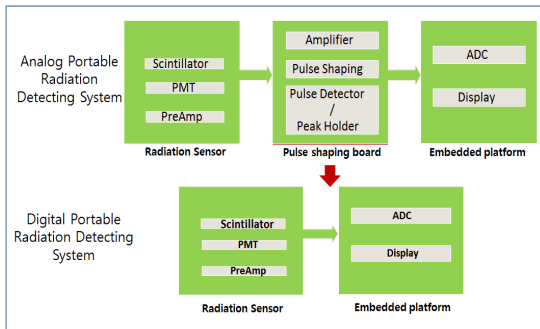 Analog Portable
Radiation
Detecting System
Scintillator
PMT
PreAmp
Radiation Sensor
Amplifier
Pulse Shaping
Pulse Detector
/
Peak Holder
Pulse shaping board
ADC
Display
Embedded platform
Digital Portable
Radiation Detecting
System
Scintillator
PMT
PreAmp
Radiation Sensor
ADC
Display
Embedded platform